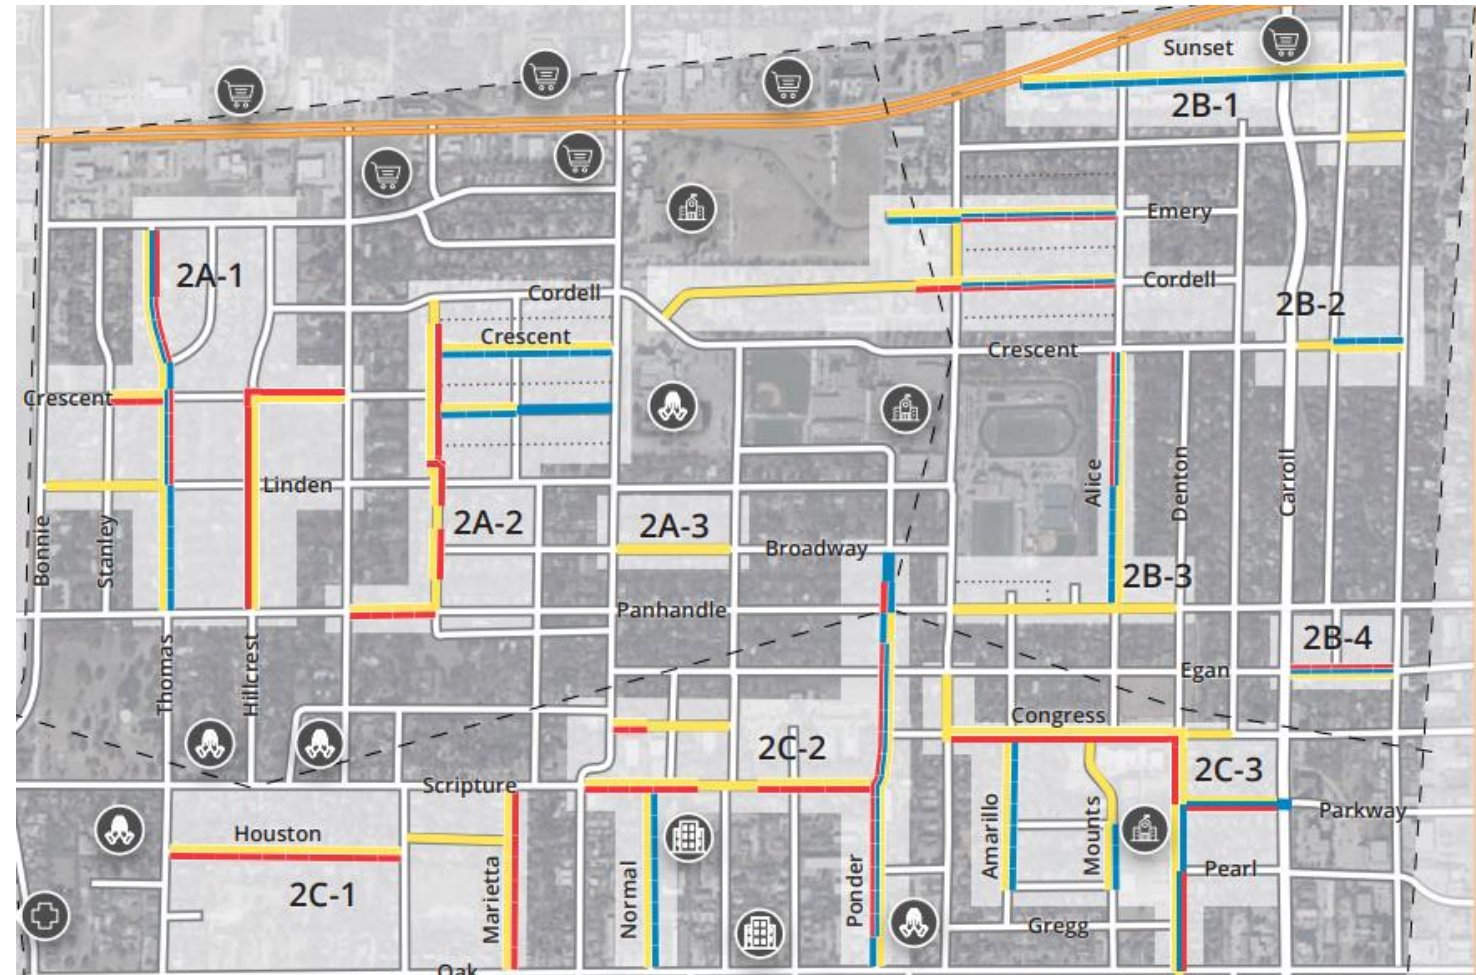 Sunset
2B-1
Emery
2A-1
Cordell
Cordell
2B-2
Crescent
Crescent
Crescent
Linden
Alice
Denton
Carroll
Bonnie
Stanley
2A-2
2A-3
Broadway
2B-3
Panhandle
2B-4
Thomas
Hillcrest
Egan
Congress
2C-2
2C-3
Scripture
Parkway
Houston
Amarillo
Mounts
Marietta
Normal
Ponder
Pearl
2C-1
Gregg
Oak